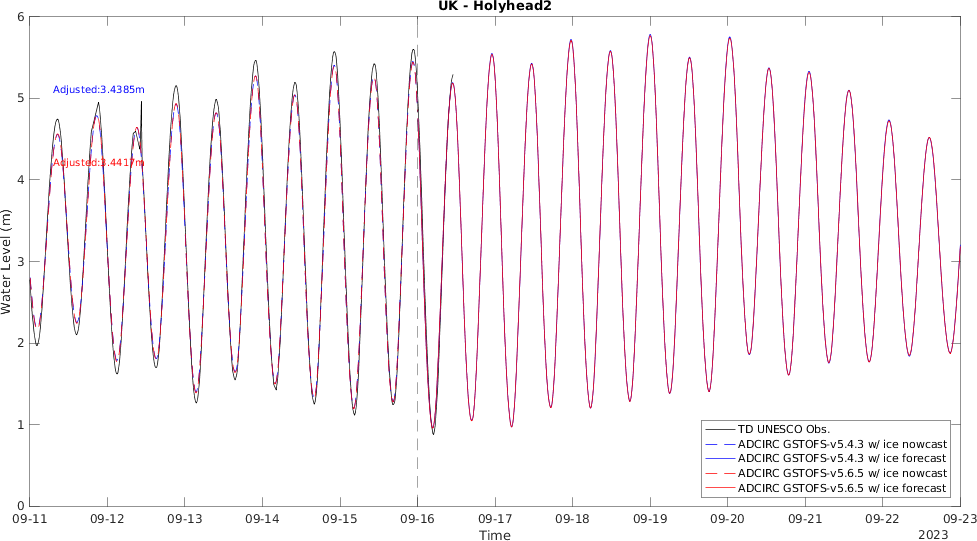 UK - Holyhead2
6
5
4
3
2
1
0
Water Level (m)
Adjusted:3.4385m
Adjusted:3.4417m
TD UNESCO Obs.
ADCIRC GSTOFS-v5.4.3 w/ ice nowcast
ADCIRC GSTOFS-v5.4.3 w/ ice forecast
ADCIRC GSTOFS-v5.6.5 w/ ice nowcast
ADCIRC GSTOFS-v5.6.5 w/ ice forecast
09-11 09-12 09-13 09-14 09-15 09-16 09-17 09-18 09-19 09-20 09-21 09-22 09-23
Time
2023